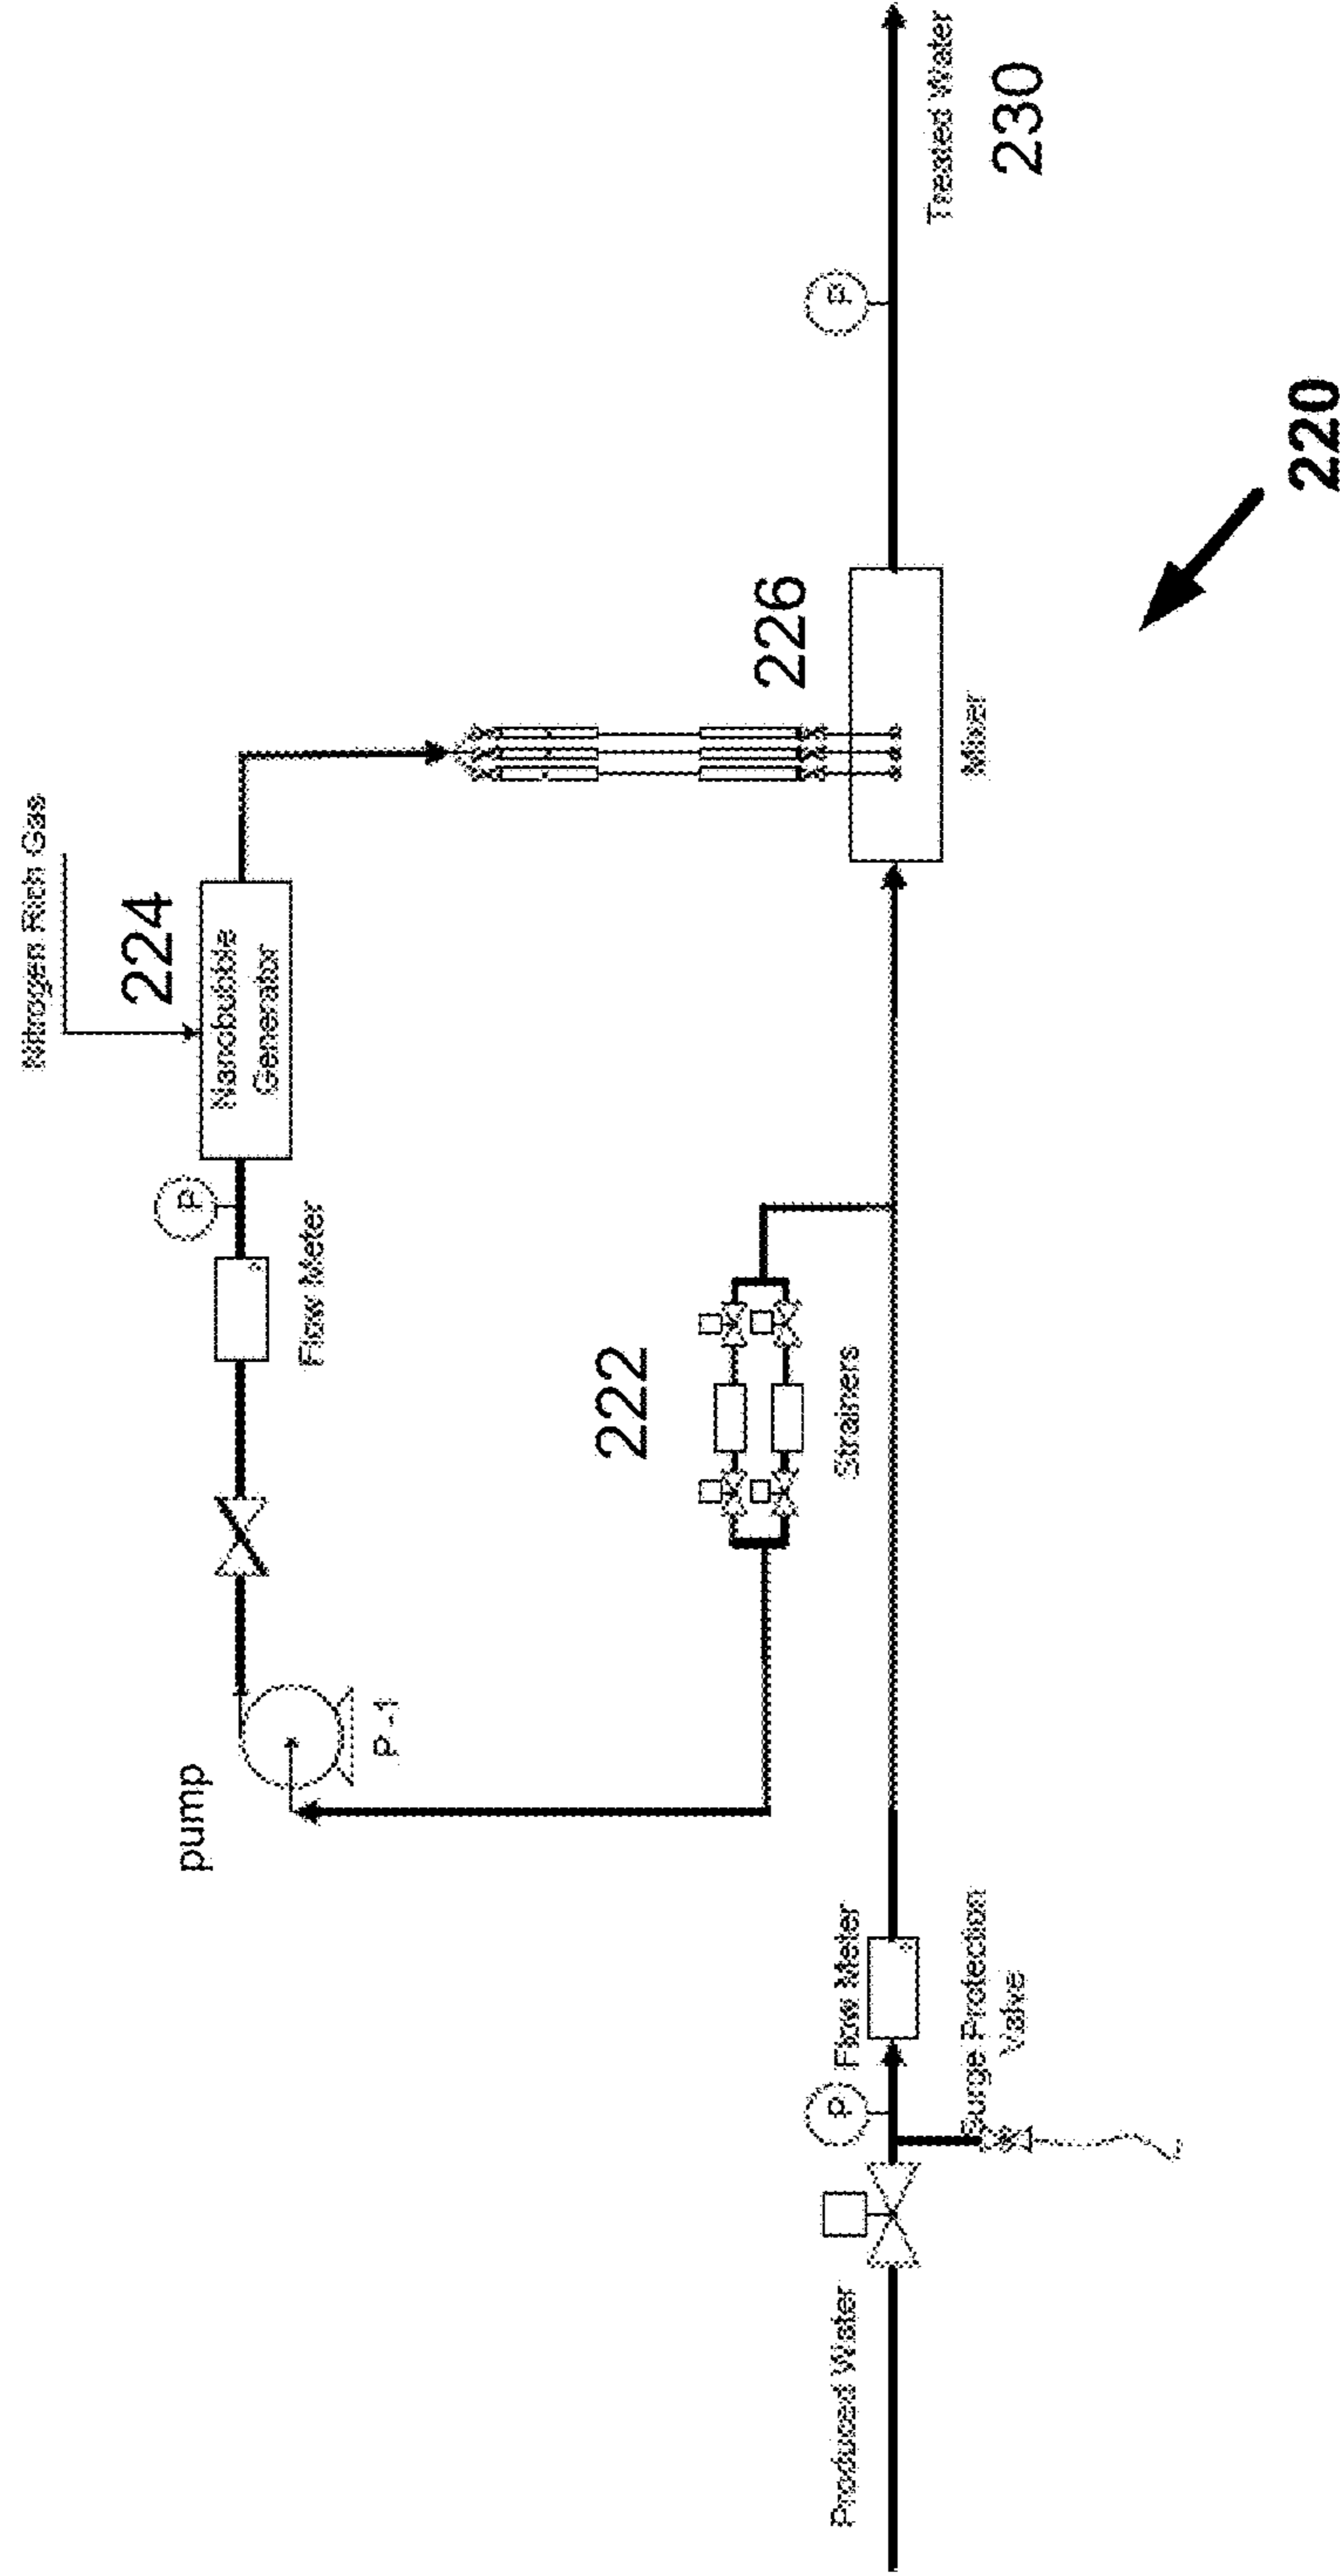 Nitrogen Rich Gas
224
Nanobubble
Generator
P
Flow Meter
pump
P-1
226
Mixer
222
Strainers
P
Treated Water
230
220
Produced Water
P
Flow Meter
Surge Protection
Valve